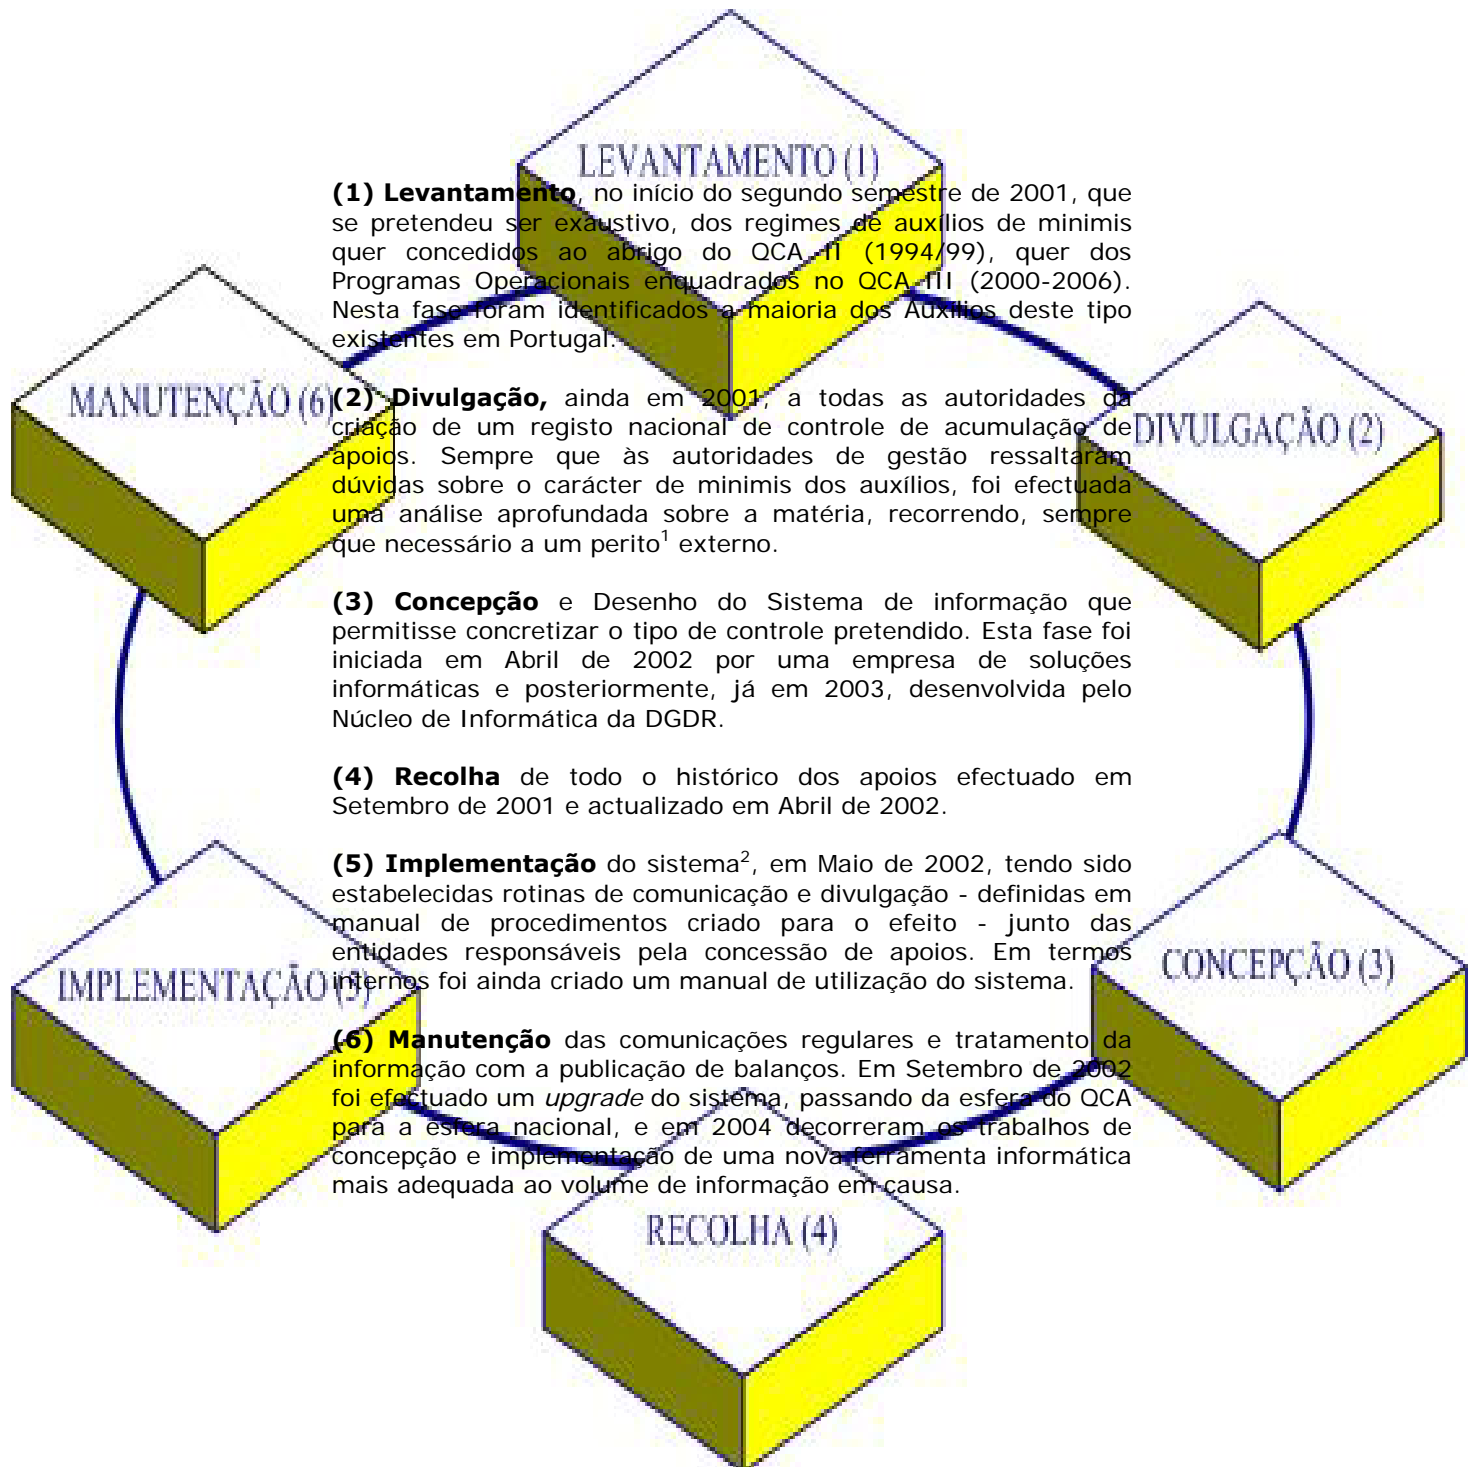 LEVANTAMENTO (1)
(1) Levantamento, no início do segundo semestre de 2001, que
se pretendeu ser exaustivo, dos regimes de auxílios de minimis
quer concedidos ao abrigo do QCA II (1994/99), quer dos
Programas Operacionais enquadrados no QCA III (2000-2006).
Nesta fase foram identificados a maioria dos Auxílios deste tipo
existentes em Portugal.
MANUTENÇÃO (6)
DIVULGAÇÃO (2)
(2) Divulgação, ainda em 2001, a todas as autoridades da
criação de um registo nacional de controle de acumulação de
apoios. Sempre que às autoridades de gestão ressaltaram
dúvidas sobre o carácter de minimis dos auxílios, foi efectuada
uma análise aprofundada sobre a matéria, recorrendo, sempre
que necessário a um perito¹ externo.
(3) Concepção e Desenho do Sistema de informação que
permitisse concretizar o tipo de controle pretendido. Esta fase foi
iniciada em Abril de 2002 por uma empresa de soluções
informáticas e posteriormente, já em 2003, desenvolvida pelo
Núcleo de Informática da DGDR.
(4) Recolha de todo o histórico dos apoios efectuado em
Setembro de 2001 e actualizado em Abril de 2002.
(5) Implementação do sistema², em Maio de 2002, tendo sido
estabelecidas rotinas de comunicação e divulgação - definidas em
manual de procedimentos criado para o efeito - junto das
entidades responsáveis pela concessão de apoios. Em termos
internos foi ainda criado um manual de utilização do sistema.
IMPLEMENTAÇÃO (5)
CONCEPÇÃO (3)
(6) Manutenção das comunicações regulares e tratamento da
informação com a publicação de balanços. Em Setembro de 2002
foi efectuado um upgrade do sistema, passando da esfera do QCA
para a esfera nacional, e em 2004 decorreram os trabalhos de
concepção e implementação de uma nova ferramenta informática
mais adequada ao volume de informação em causa.
RECOLHA (4)